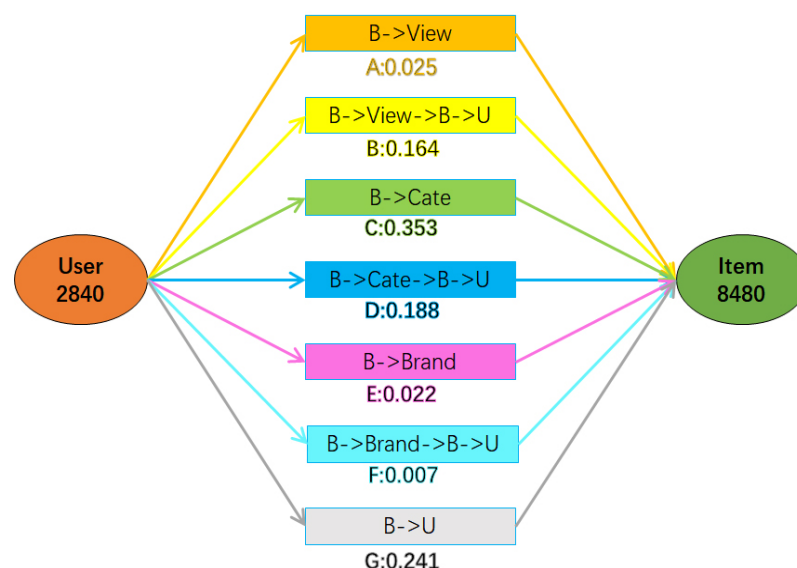 B->View
A:0.025
B->View->B->U
B:0.164
B->Cate
C:0.353
User
2840
B->Cate->B->U
D:0.188
Item
8480
B->Brand
E:0.022
B->Brand->B->U
F:0.007
B->U
G:0.241